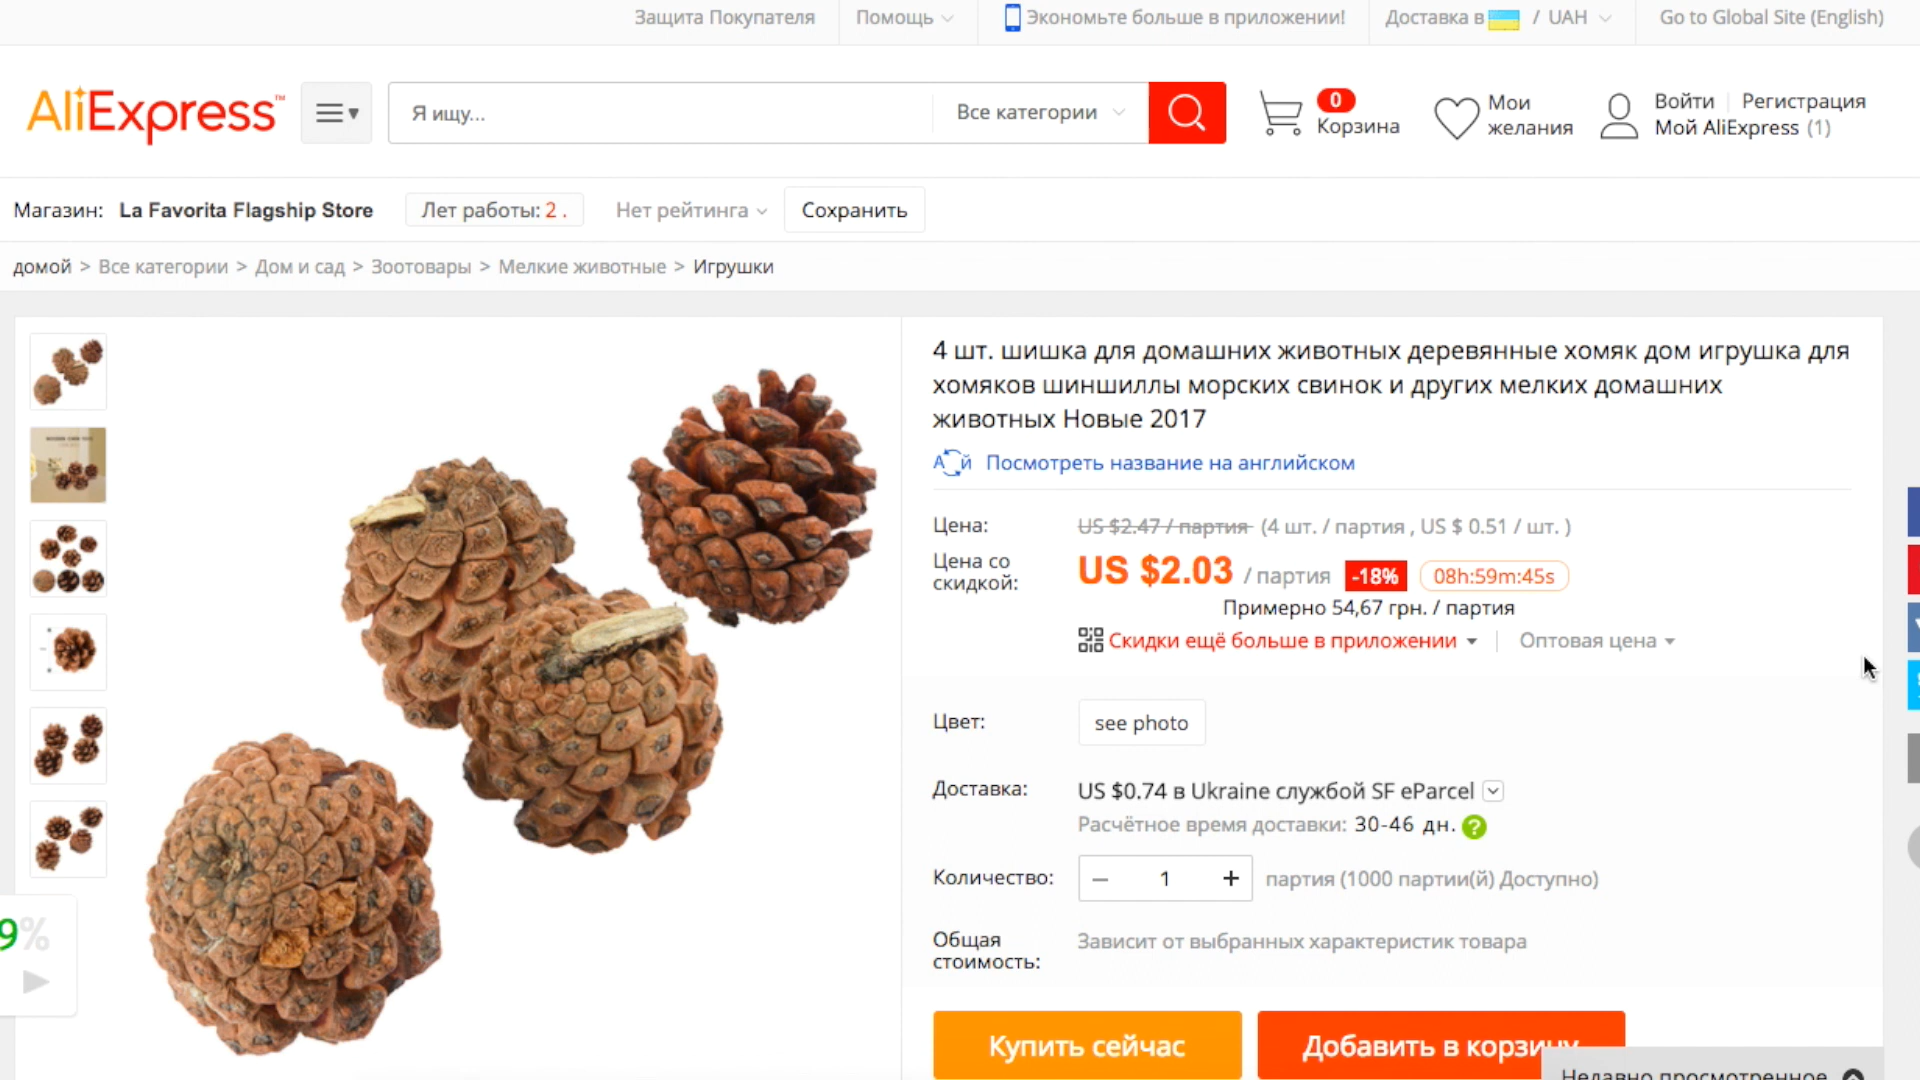 Защита Покупателя
Помощь
Экономьте больше в приложении!
Доставка в / UAH
Go to Global Site (English)
AliExpress™
Я ищу...
Все категории
0
Корзина
Мои
желания
Войти
Регистрация
Мой AliExpress (1)
Магазин: La Favorita Flagship Store
Лет работы: 2 .
Нет рейтинга
Сохранить
домой > Все категории > Дом и сад > Зоотовары > Мелкие животные > Игрушки
4 шт. шишка для домашних животных деревянные хомяк дом игрушка для
хомяков шиншиллы морских свинок и других мелких домашних
животных Новые 2017
Посмотреть название на английском
Цена:
US $2.47 / партия (4 шт. / партия , US $ 0.51 / шт. )
Цена со
скидкой:
US $2.03 / партия -18% 08h:59m:45s
Примерно 54,67 грн. / партия
Скидки ещё больше в приложении
Оптовая цена
Цвет:
see photo
Доставка:
US $0.74 в Ukraine службой SF eParcel
Расчётное время доставки: 30-46 дн. ?
Количество:
− 1 +
партия (1000 партии(й) Доступно)
9%
Общая
стоимость:
Зависит от выбранных характеристик товара
Купить сейчас
Добавить в корзину
Недавно просмотренное